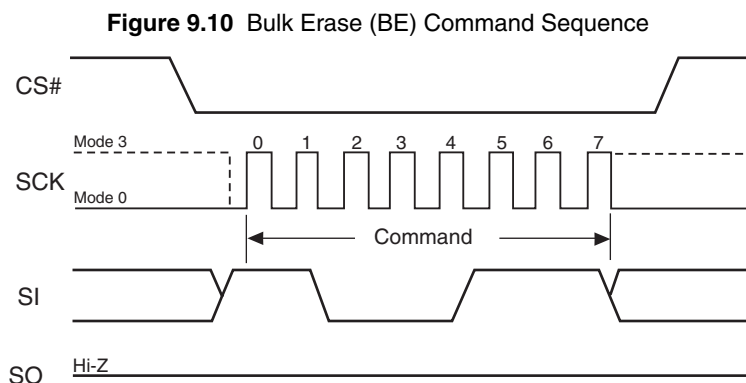 Figure 9.10 Bulk Erase (BE) Command Sequence
CS#
Mode 3
0 1 2 3 4 5 6 7
SCK
Mode 0
Command
SI
Hi-Z
SO